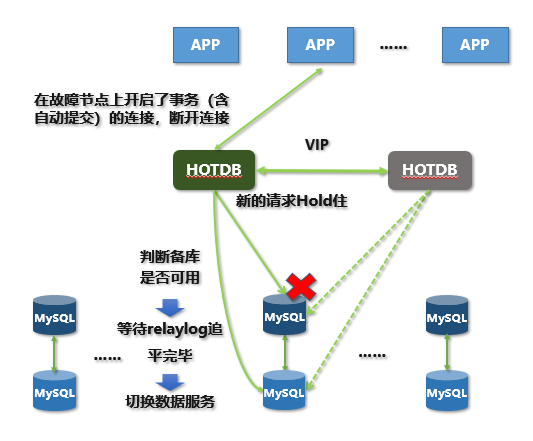 APP
APP
......
APP
在故障节点上开启了事务（含
自动提交）的连接，断开连接
VIP
HOTDB
HOTDB
新的请求Hold住
判断备库
是否可用
MySQL
MySQL
MySQL
等待relaylog追
......
平完毕
......
MySQL
MySQL
MySQL
切换数据服务